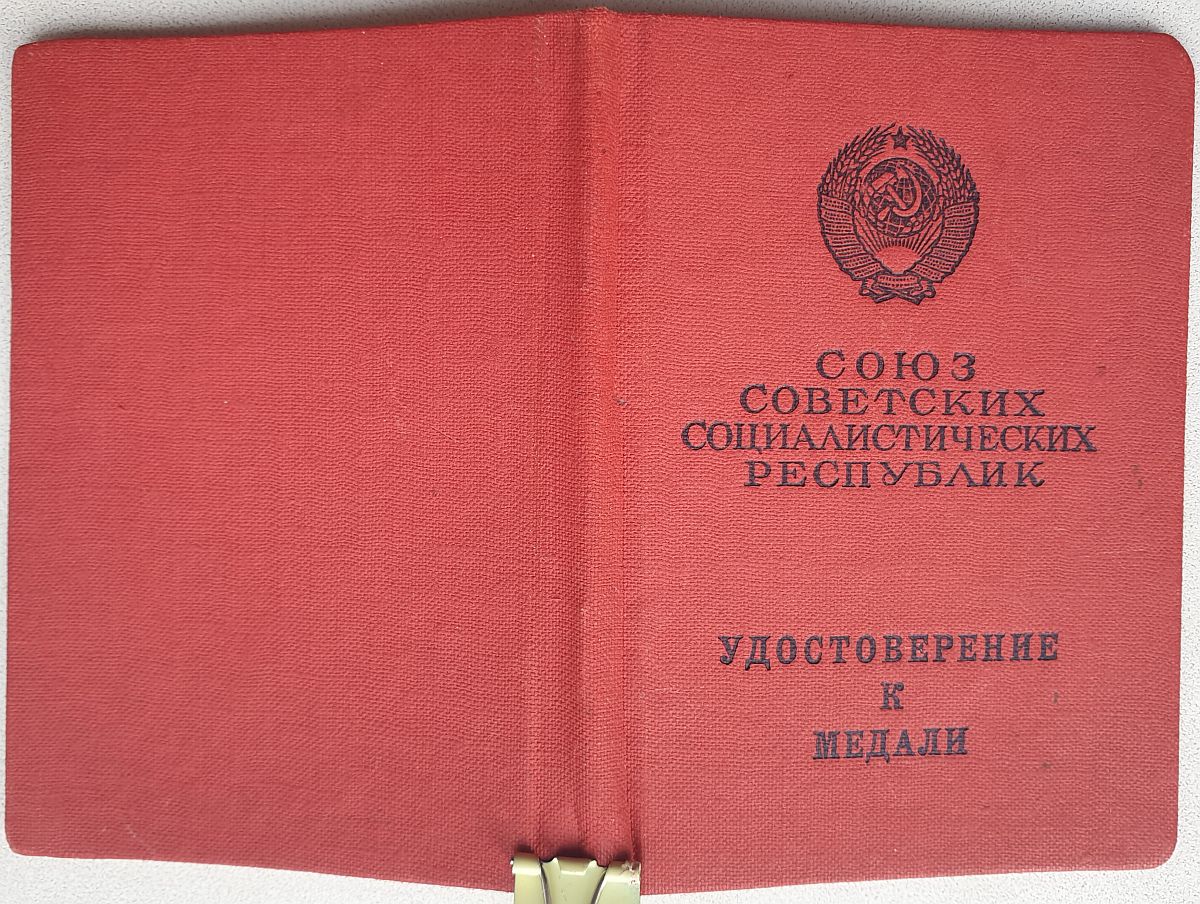 СОЮЗ
СОВЕТСКИХ
СОЦИАЛИСТИЧЕСКИХ
РЕСПУБЛИК
УДОСТОВЕРЕНИЕ
К
МЕДАЛИ